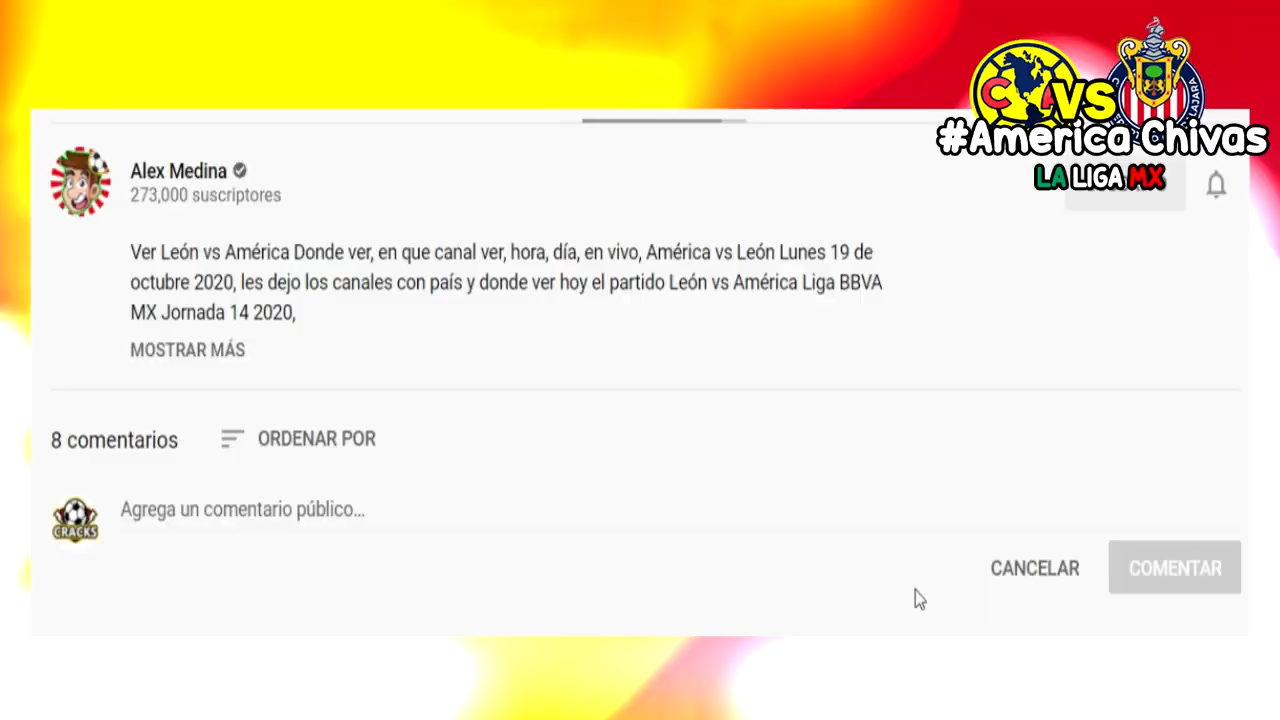 VS
#America Chivas
LA LIGA MX
Alex Medina
273,000 suscriptores
Ver León vs América Donde ver, en que canal ver, hora, día, en vivo, América vs León Lunes 19 de
octubre 2020, les dejo los canales con país y donde ver hoy el partido León vs América Liga BBVA
MX Jornada 14 2020,
MOSTRAR MÁS
8 comentarios
ORDENAR POR
CRACKS
Agrega un comentario público...
CANCELAR
COMENTAR